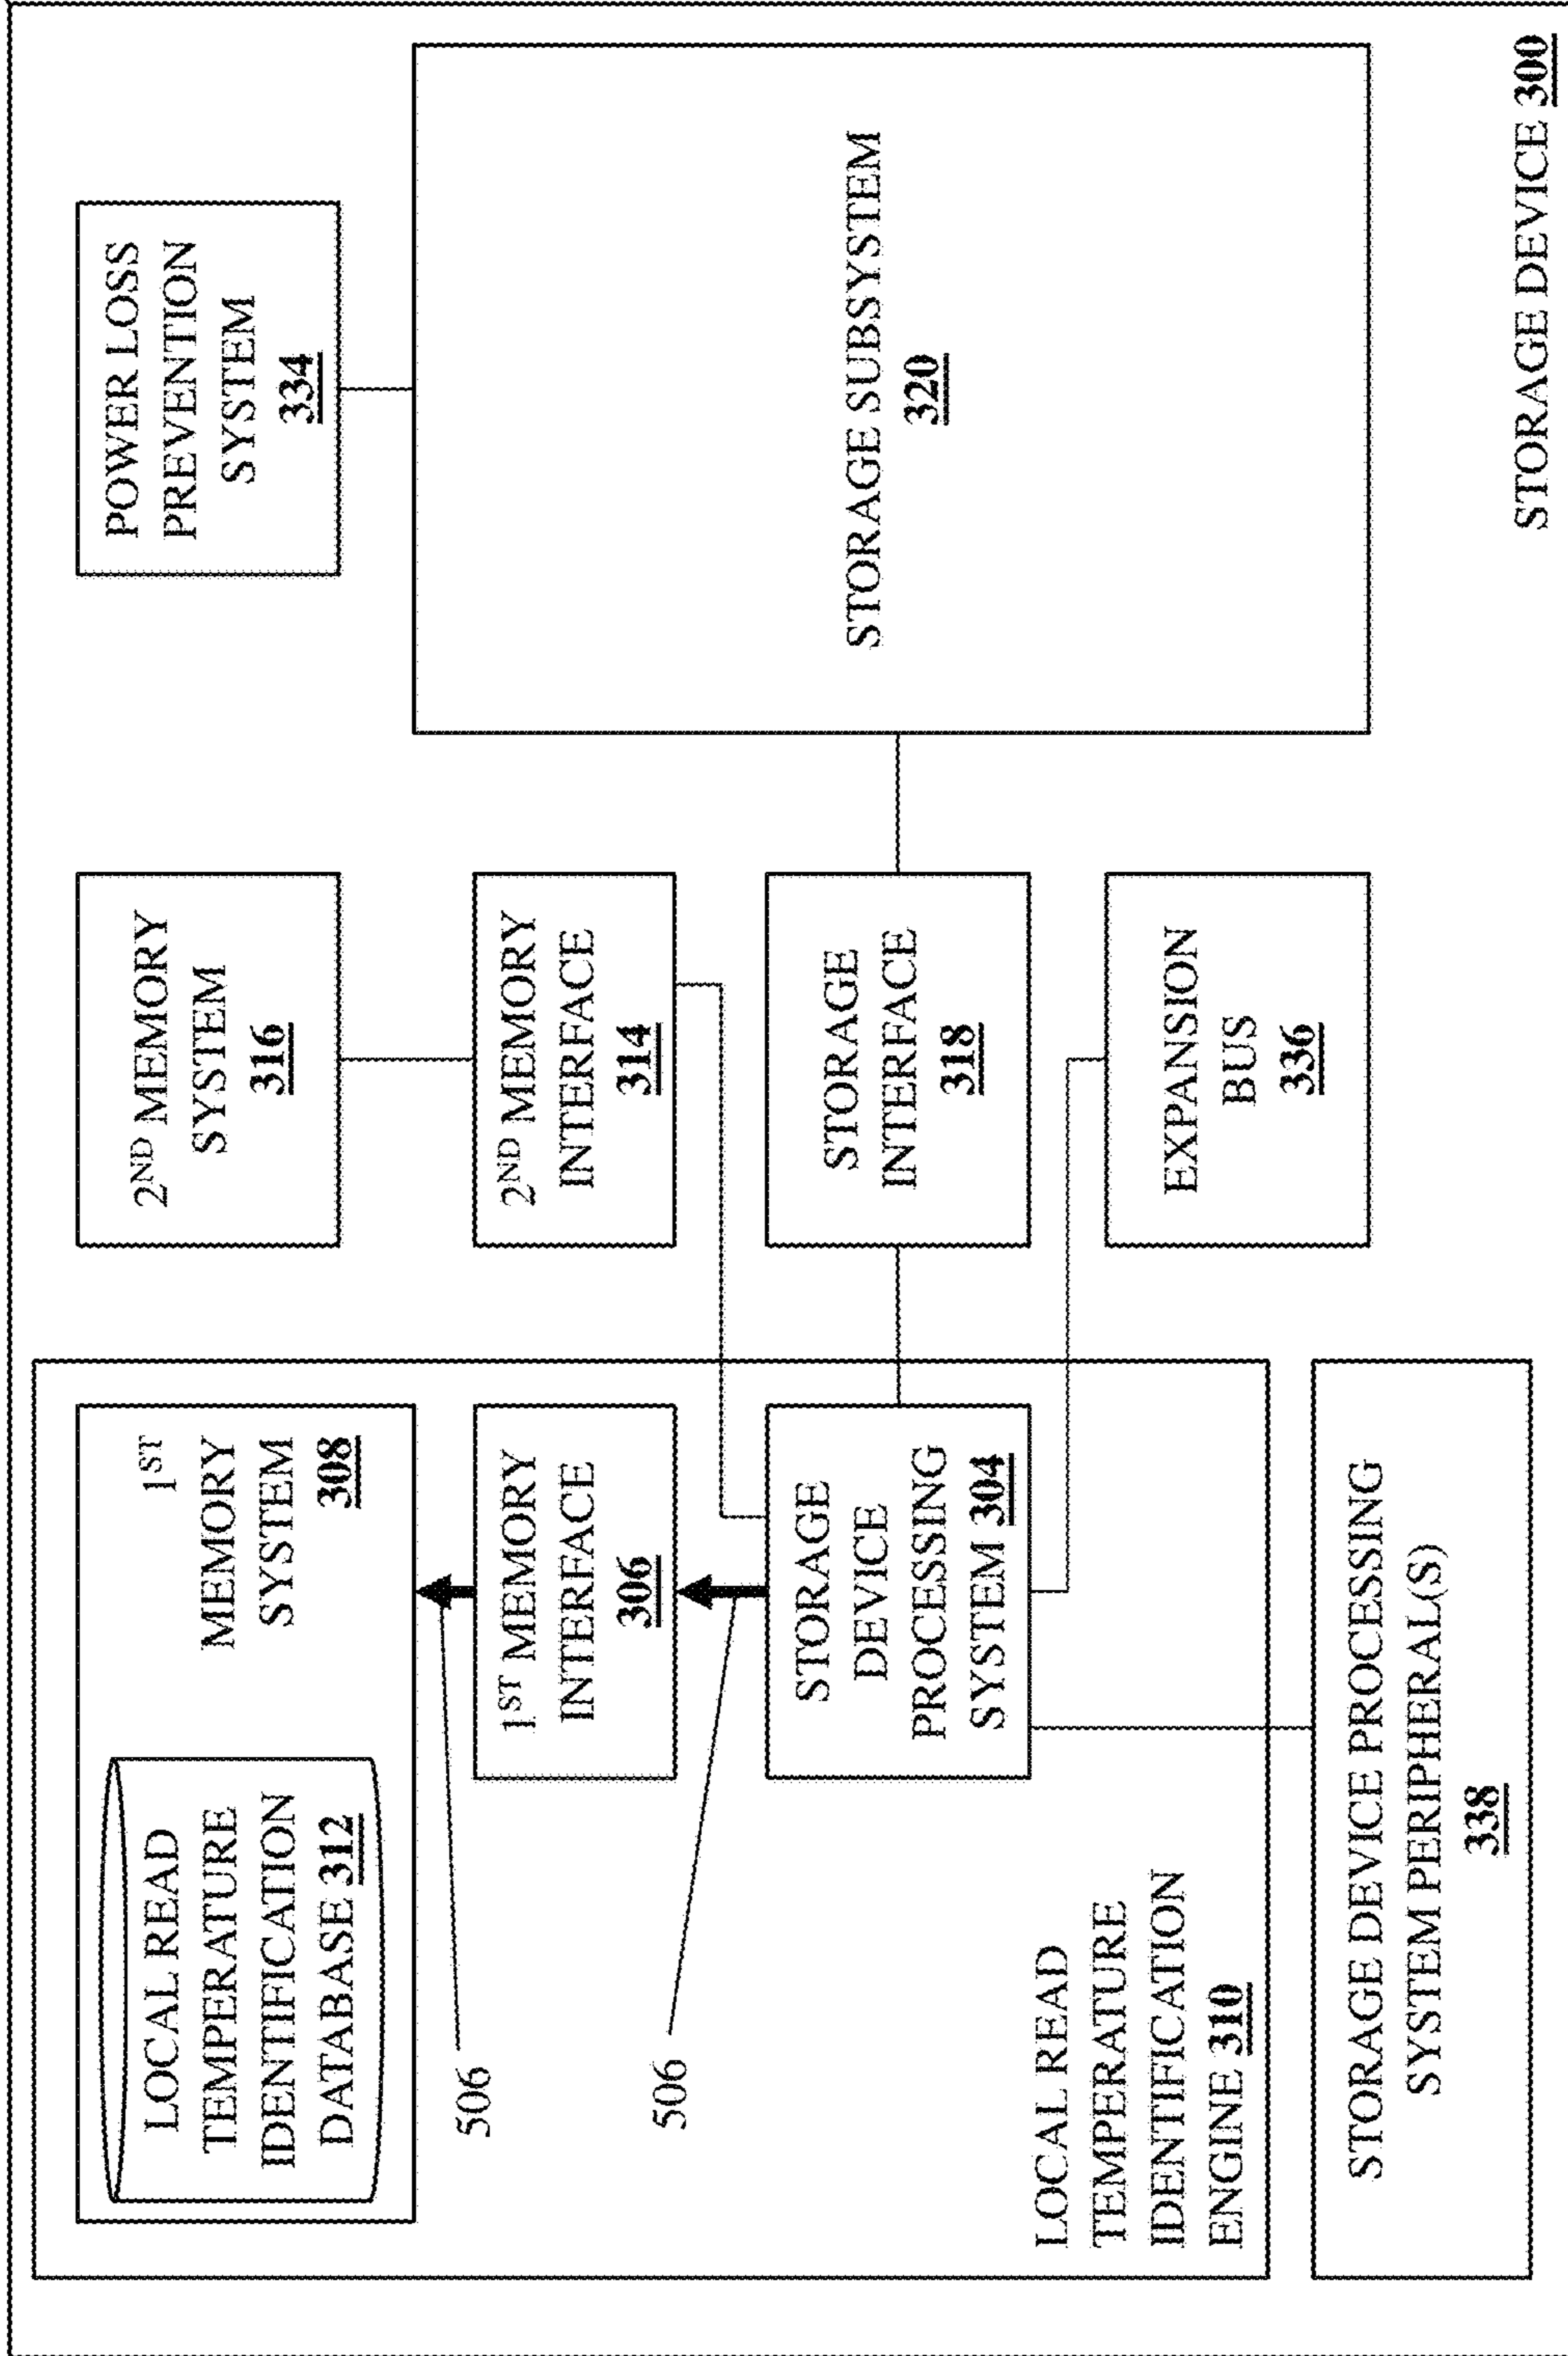 LOCAL READ
TEMPERATURE
IDENTIFICATION
DATABASE 312
1ST
MEMORY
SYSTEM
308
2ND MEMORY
SYSTEM
316
POWER LOSS
PREVENTION
SYSTEM
334
506
506
1ST MEMORY
INTERFACE
306
2ND MEMORY
INTERFACE
314
STORAGE
DEVICE
PROCESSING
SYSTEM 304
STORAGE
INTERFACE
318
STORAGE SUBSYSTEM
320
LOCAL READ
TEMPERATURE
IDENTIFICATION
ENGINE 310
EXPANSION
BUS
336
STORAGE DEVICE PROCESSING
SYSTEM PERIPHERAL(S)
338
STORAGE DEVICE 300